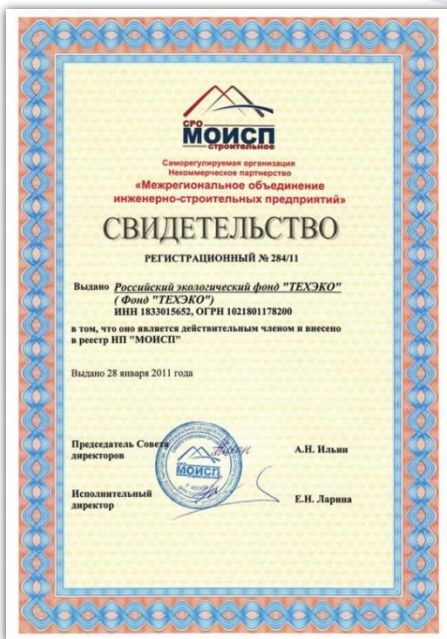 СРО
МОИСП
строительное
Саморегулируемая организация
Некоммерческое партнерство
«Межрегиональное объединение
инженерно-строительных предприятий»
СВИДЕТЕЛЬСТВО
РЕГИСТРАЦИОННЫЙ № 284/11
Выдано Российский экологический фонд "ТЕХЭКО"
( Фонд "ТЕХЭКО")
ИНН 1833015652, ОГРН 1021801178200
в том, что оно является действительным членом и внесено
в реестр НП "МОИСП"
Выдано 28 января 2011 года
Председатель Совета
директоров
А.Н. Ильин
МОИСП
Исполнительный
директор
Е.Н. Ларина